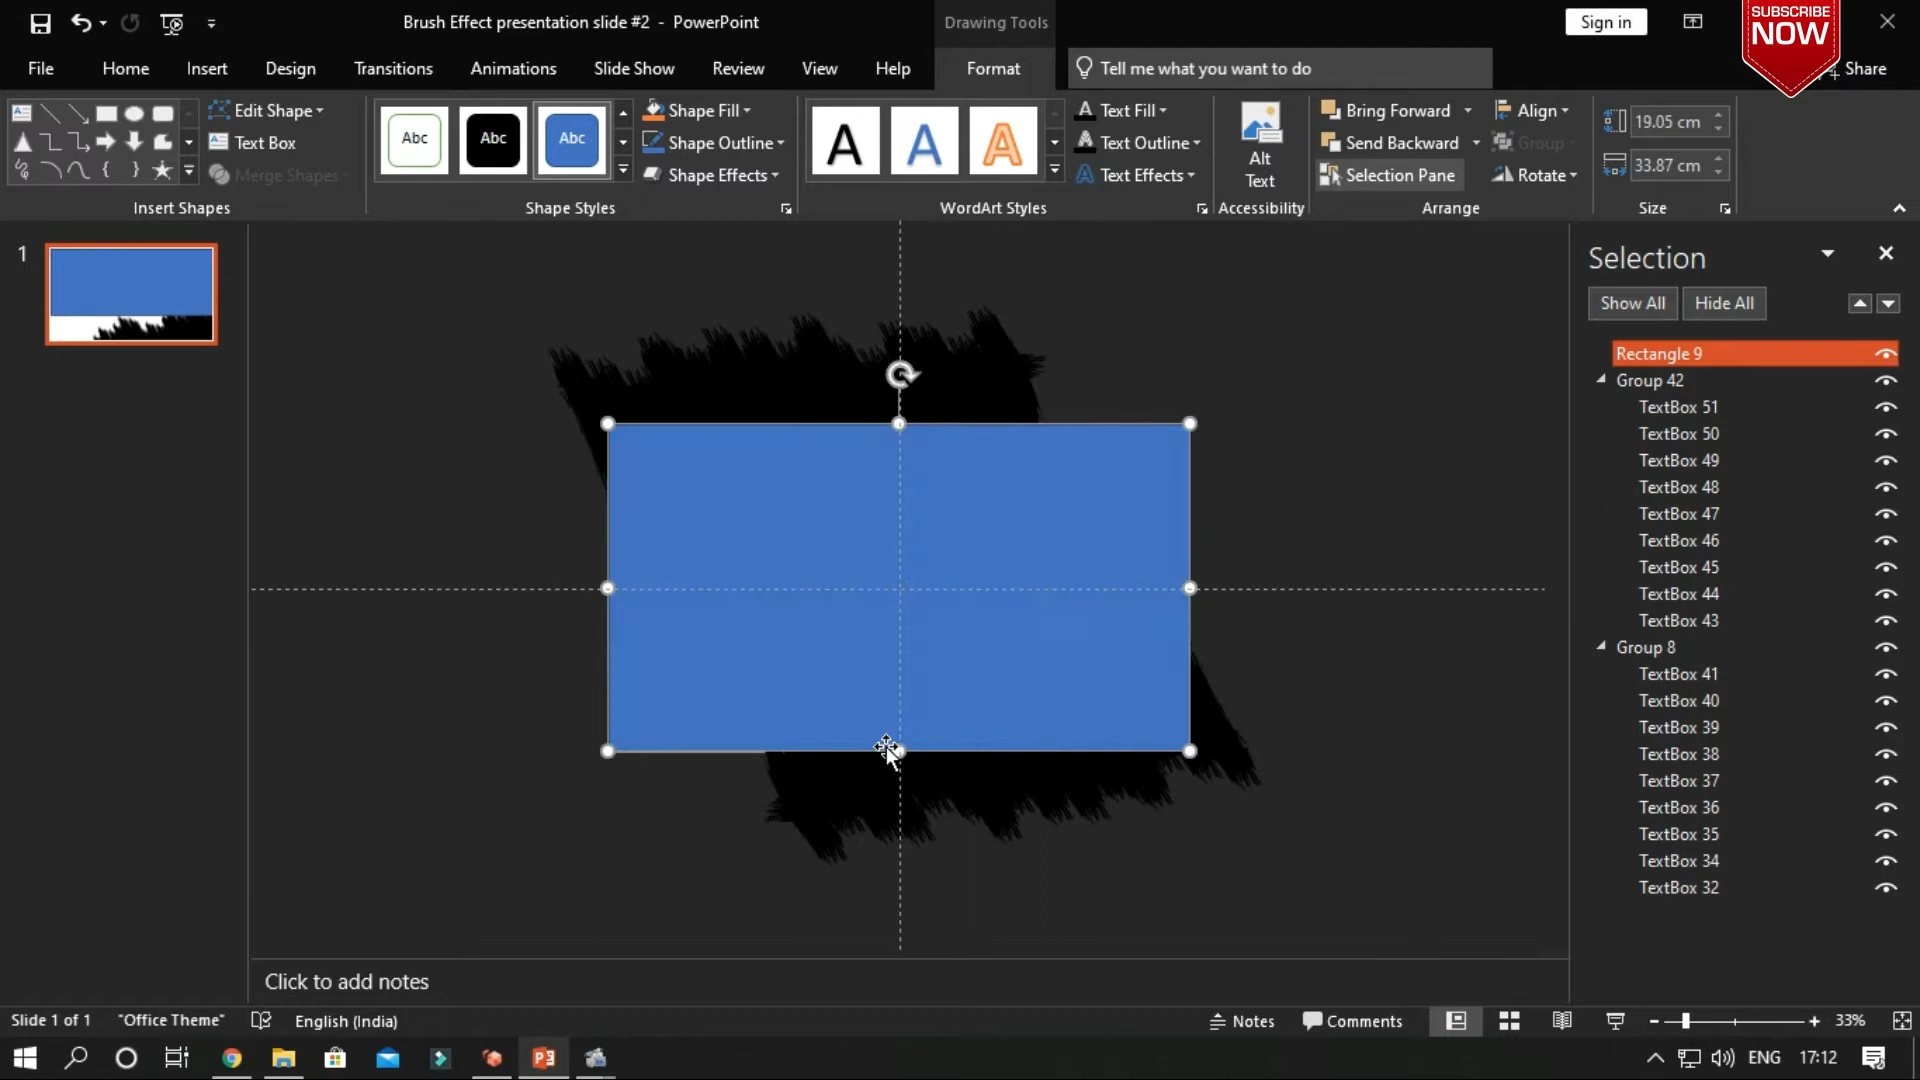 Brush Effect presentation slide #2 - PowerPoint
Drawing Tools
Sign in
SUBSCRIBE
NOW
File
Home
Insert
Design
Transitions
Animations
Slide Show
Review
View
Help
Format
Tell me what you want to do
Share
Edit Shape
Text Box
Merge Shapes
Insert Shapes
Abc
Abc
Abc
Shape Fill
Shape Outline
Shape Effects
Shape Styles
A
A
A
Text Fill
Text Outline
Text Effects
WordArt Styles
Alt
Text
Accessibility
Bring Forward
Send Backward
Selection Pane
Align
Group
Rotate
Arrange
19.05 cm
33.87 cm
Size
1
Selection
Show All
Hide All
Rectangle 9
Group 42
TextBox 51
TextBox 50
TextBox 49
TextBox 48
TextBox 47
TextBox 46
TextBox 45
TextBox 44
TextBox 43
Group 8
TextBox 41
TextBox 40
TextBox 39
TextBox 38
TextBox 37
TextBox 36
TextBox 35
TextBox 34
TextBox 32
Click to add notes
Slide 1 of 1
"Office Theme"
English (India)
Notes
Comments
33%
ENG
17:12